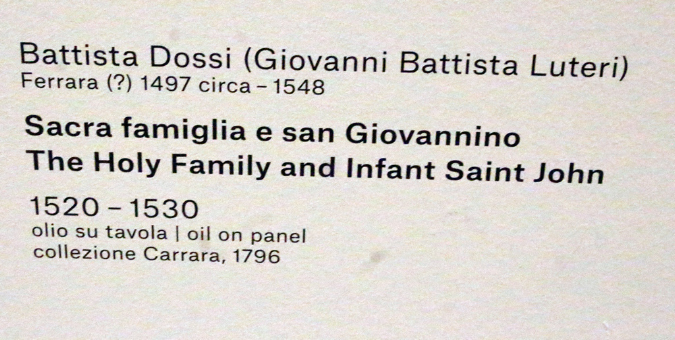 Battista Dossi (Giovanni Battista Luteri)
Ferrara (?) 1497 circa – 1548
Sacra famiglia e san Giovannino
The Holy Family and Infant Saint John
1520 – 1530
olio su tavola | oil on panel
collezione Carrara, 1796